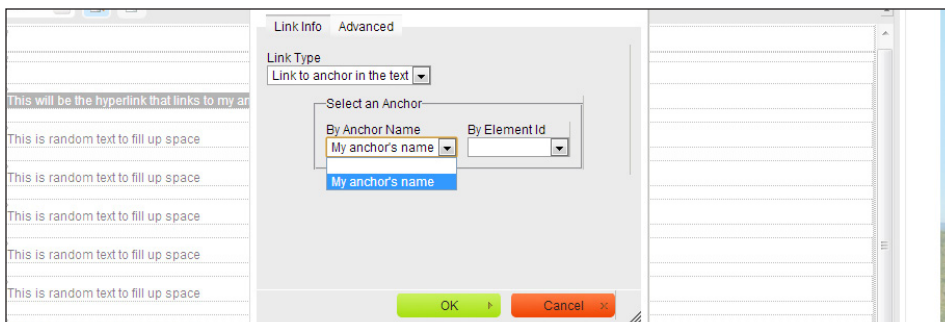 Link Info Advanced
Link Type
Link to anchor in the text
This will be the hyperlink that links to my an
Select an Anchor
By Anchor Name By Element Id
My anchor's name
My anchor's name
This is random text to fill up space
This is random text to fill up space
This is random text to fill up space
This is random text to fill up space
This is random text to fill up space
OK Cancel